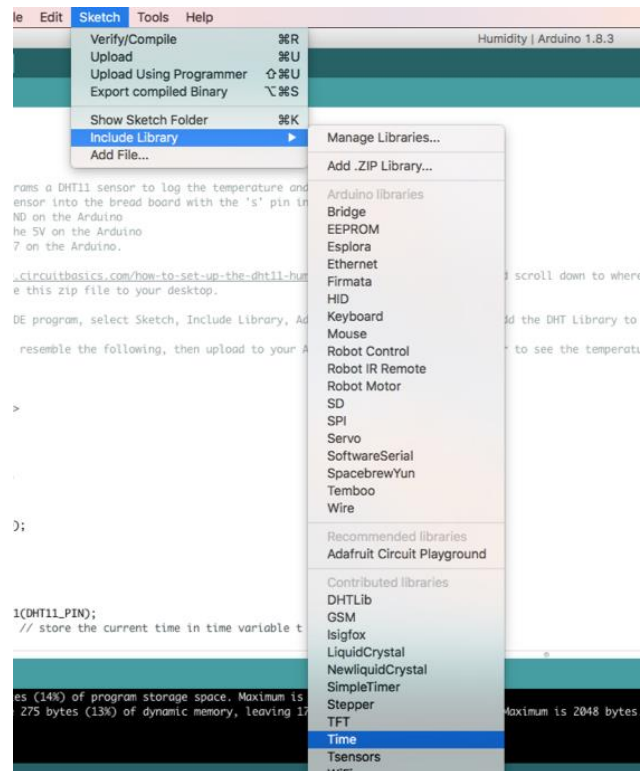 le Edit Sketch Tools Help
Humidity | Arduino 1.8.3
Verify/Compile ⌘R
Upload ⌘U
Upload Using Programmer ⇧⌘U
Export compiled Binary ⌥⌘S
Show Sketch Folder ⌘K
Include Library ▶
Add File...
Manage Libraries...
Add .ZIP Library...
Arduino libraries
Bridge
EEPROM
Esplora
Ethernet
Firmata
HID
Keyboard
Mouse
Robot Control
Robot IR Remote
Robot Motor
SD
SPI
Servo
SoftwareSerial
SpacebrewYun
Temboo
Wire
Recommended libraries
Adafruit Circuit Playground
Contributed libraries
DHTLib
GSM
Isigfox
LiquidCrystal
NewliquidCrystal
SimpleTimer
Stepper
TFT
Time
Tsensors
WiFi
rams a DHT11 sensor to log the temperature and
ensor into the bread board with the 's' pin in
ND on the Arduino
he 5V on the Arduino
7 on the Arduino.
.circuitbasics.com/how-to-set-up-the-dht11-hum scroll down to where
e this zip file to your desktop.
DE program, select Sketch, Include Library, Ad dd the DHT Library to
resemble the following, then upload to your A to see the temperatu
>
);
1(DHT11_PIN);
// store the current time in time variable t
es (14%) of program storage space. Maximum is
275 bytes (13%) of dynamic memory, leaving 17 Maximum is 2048 bytes